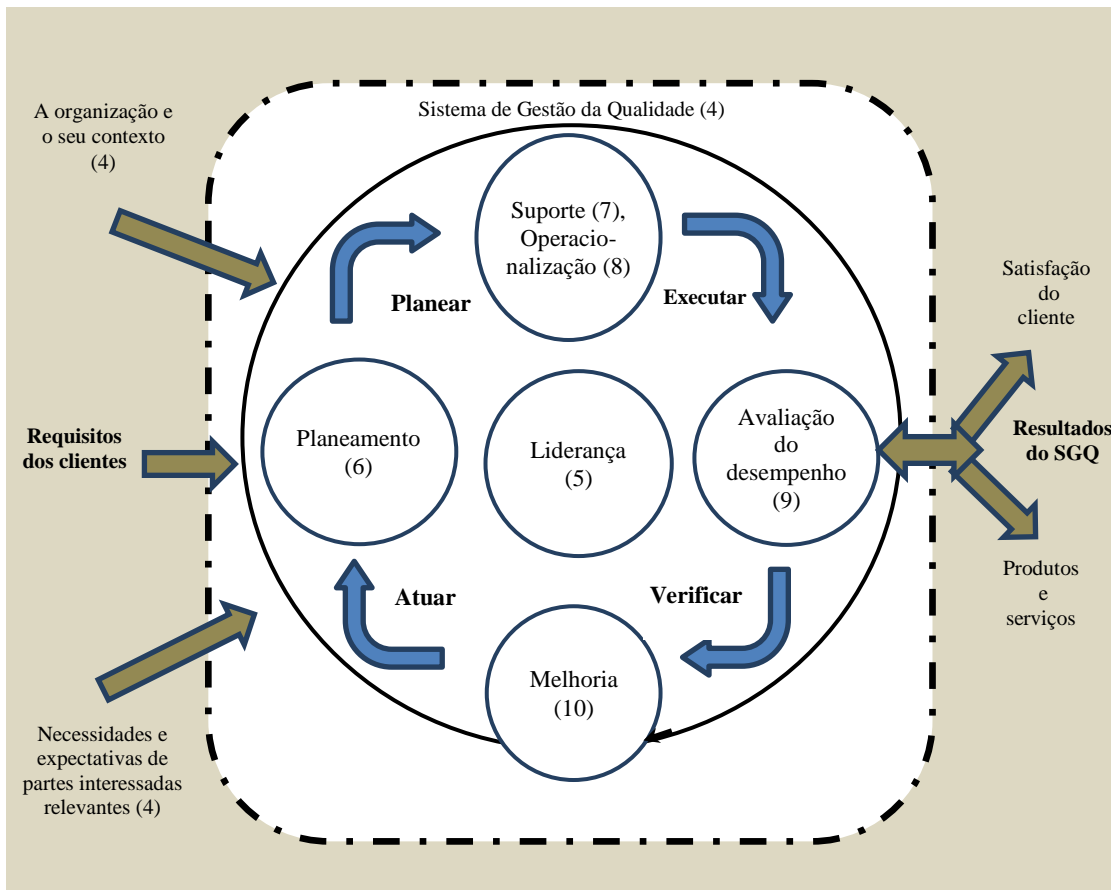 Sistema de Gestão da Qualidade (4)
A organização e
o seu contexto
(4)
Suporte (7),
Operacio-
nalização (8)
Planear
Executar
Satisfação
do
cliente
Requisitos
dos clientes
Planeamento
(6)
Liderança
(5)
Avaliação
do
desempenho
(9)
Resultados
do SGQ
Atuar
Verificar
Produtos
e
serviços
Melhoria
(10)
Necessidades e
expectativas de
partes interessadas
relevantes (4)